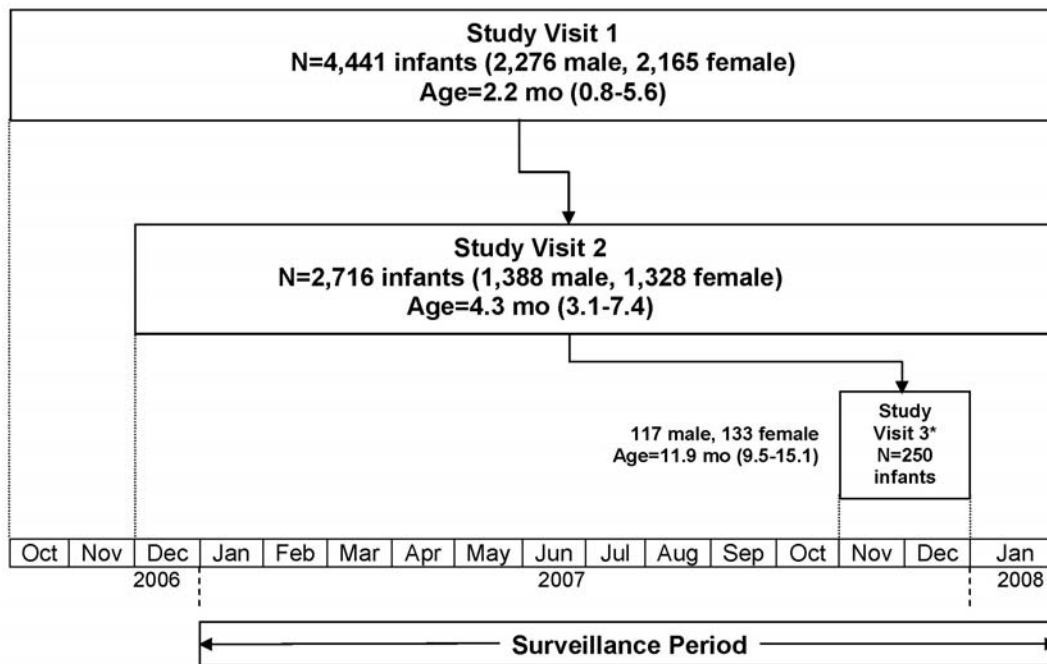 Study Visit 1
N=4,441 infants (2,276 male, 2,165 female)
Age=2.2 mo (0.8-5.6)
Study Visit 2
N=2,716 infants (1,388 male, 1,328 female)
Age=4.3 mo (3.1-7.4)
117 male, 133 female
Age=11.9 mo (9.5-15.1)
Study
Visit 3*
N=250
infants
Oct Nov Dec Jan Feb Mar Apr May Jun Jul Aug Sep Oct Nov Dec Jan
2006 2007 2008
Surveillance Period